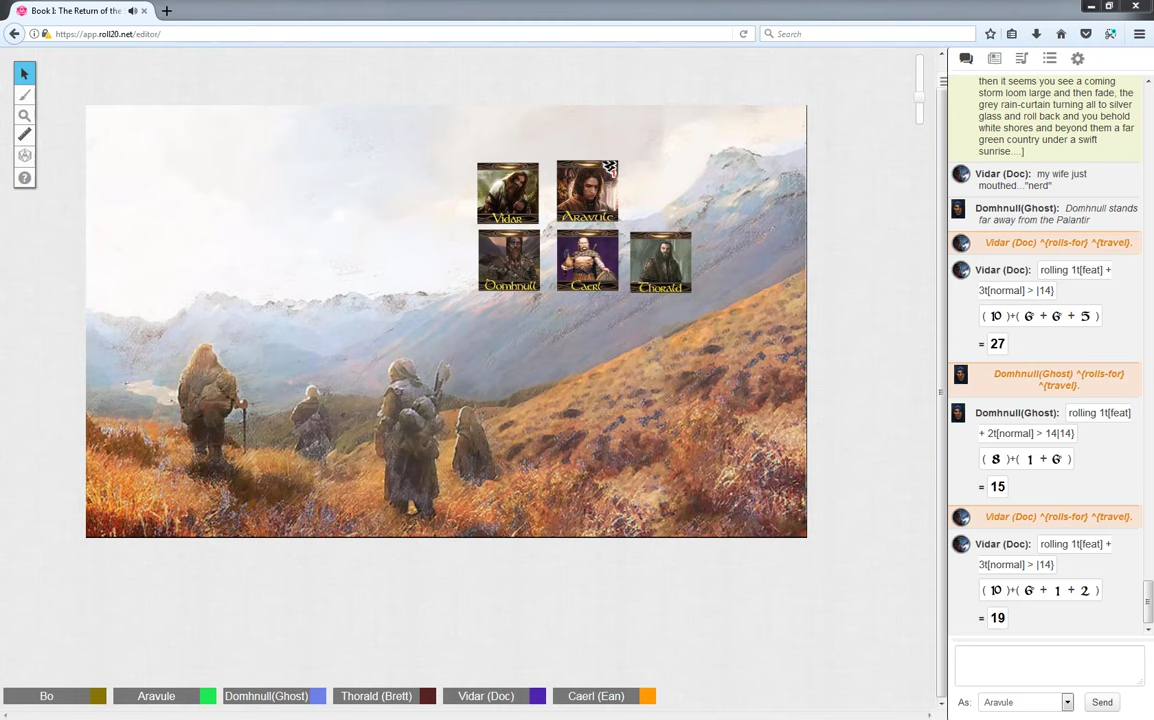 Book I: The Return of the
https://app.roll20.net/editor/
Search
Vidar
Aravule
Domhnull
Caerl
Thorald
then it seems you see a coming
storm loom large and then fade, the
grey rain-curtain turning all to silver
glass and roll back and you behold
white shores and beyond them a far
green country under a swift
sunrise....]
Vidar (Doc): my wife just
mouthed..."nerd"
Domhnull(Ghost): Domhnull stands
far away from the Palantir
Vidar (Doc) ^{rolls-for} ^{travel}.
Vidar (Doc): rolling 1t[feat] +
3t[normal] > |14}
( 10 )+( 6 + 6 + 5 )
= 27
Domhnull(Ghost) ^{rolls-for}
^{travel}.
Domhnull(Ghost): rolling 1t[feat]
+ 2t[normal] > 14|14}
( 8 )+( 1 + 6 )
= 15
Vidar (Doc) ^{rolls-for} ^{travel}.
Vidar (Doc): rolling 1t[feat] +
3t[normal] > |14}
( 10 )+( 6 + 1 + 2 )
= 19
As: Aravule Send
Bo Aravule Domhnull(Ghost) Thorald (Brett) Vidar (Doc) Caerl (Ean)